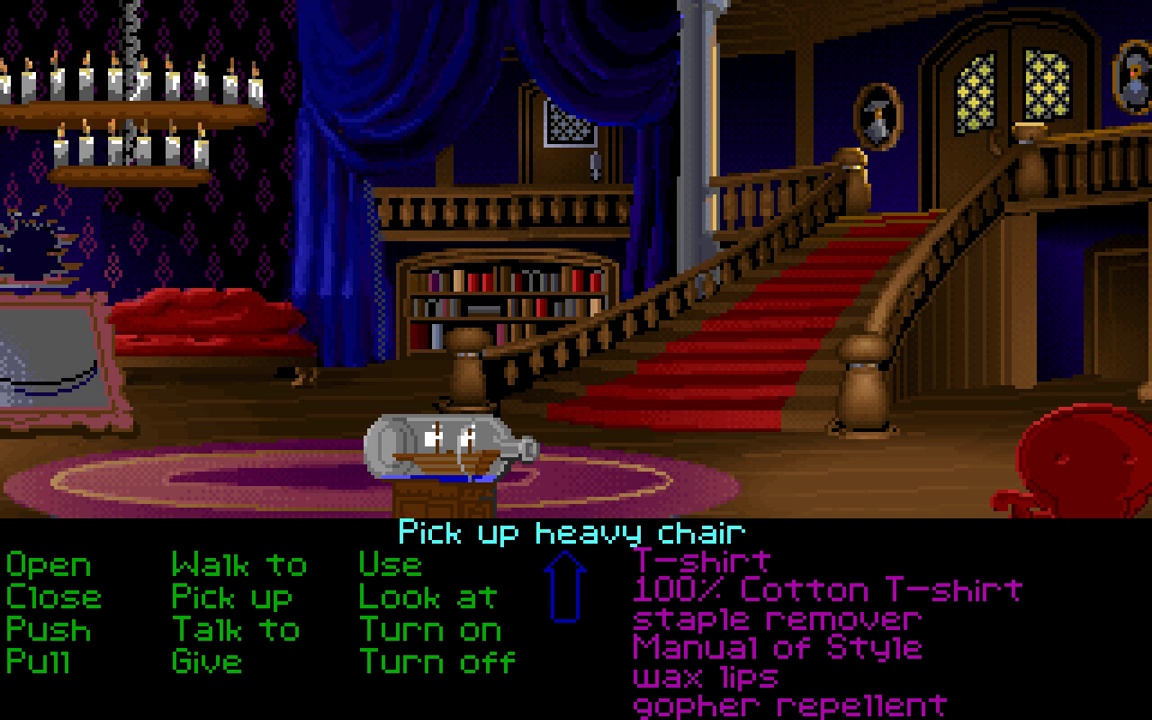 Pick up heavy chair
Open Walk to Use
Close Pick up Look at
Push Talk to Turn on
Pull Give Turn off
T-shirt
100% Cotton T-shirt
staple remover
Manual of Style
wax lips
gopher repellent